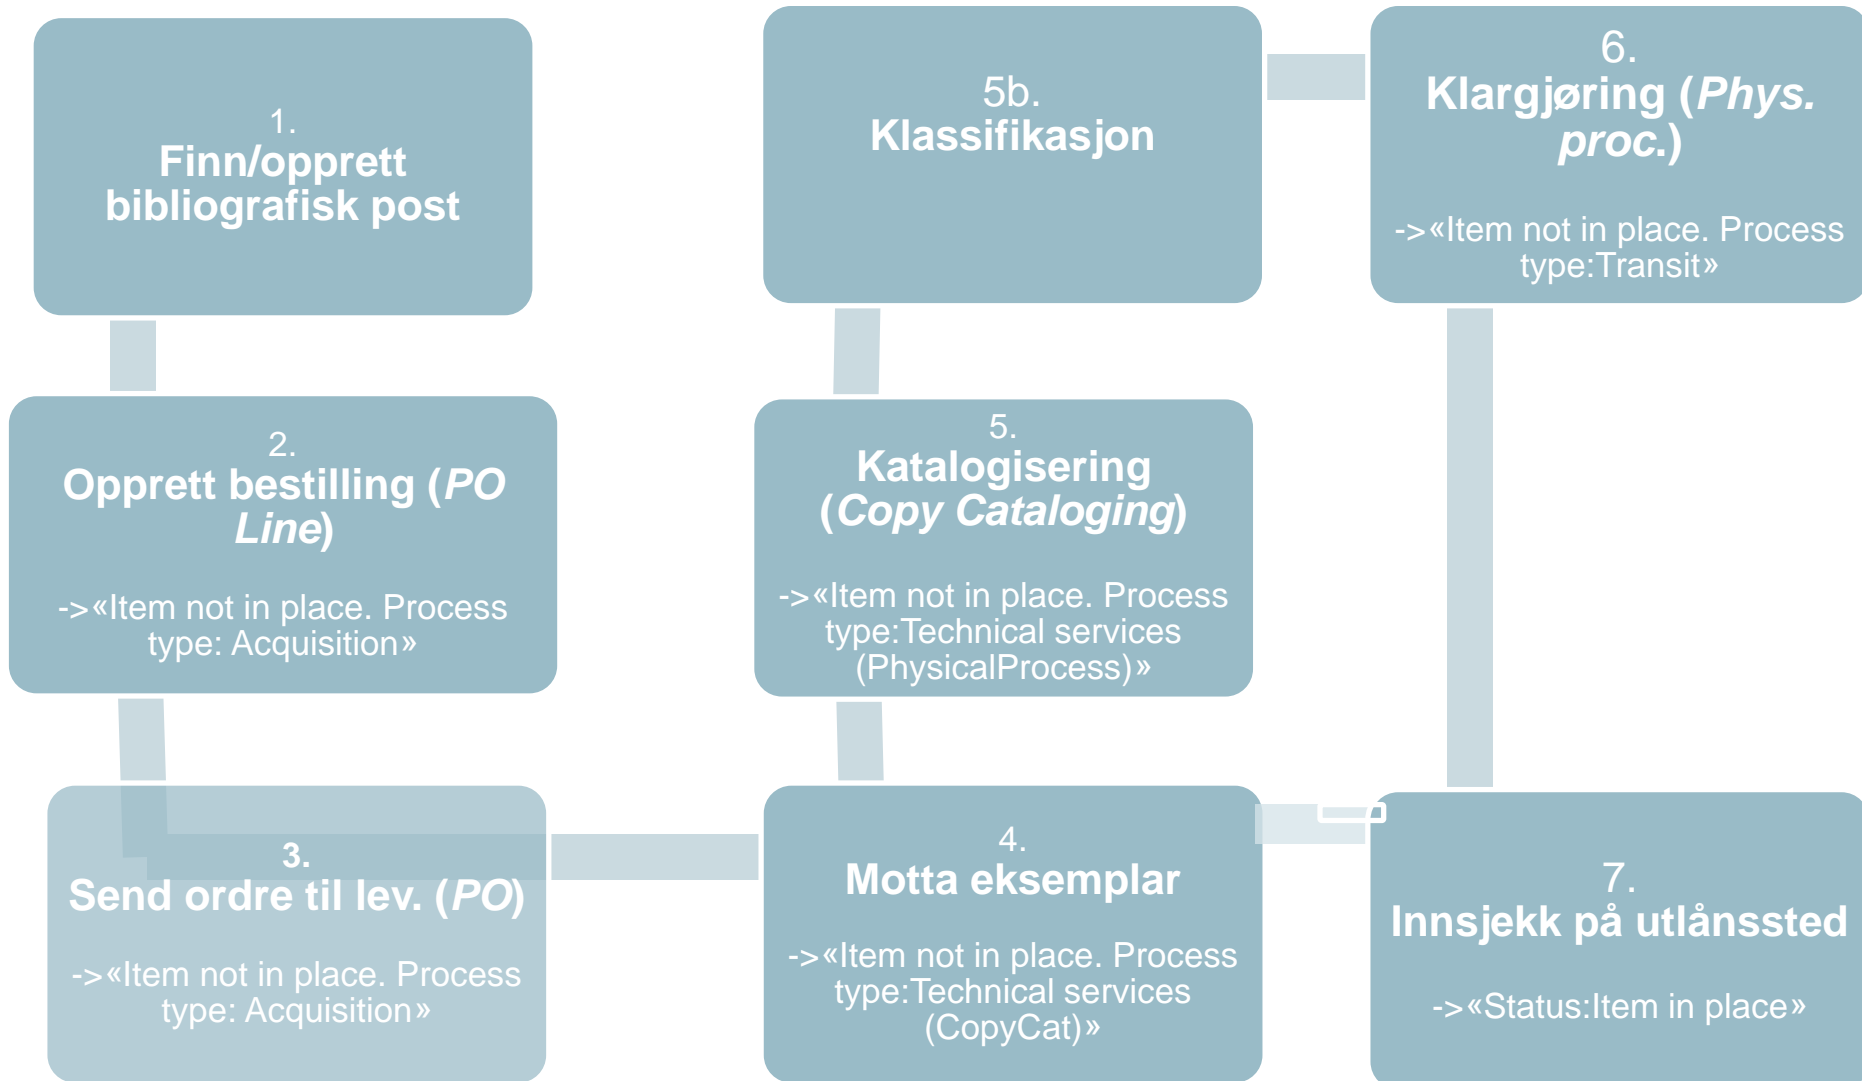 1.
Finn/opprett
bibliografisk post
2.
Opprett bestilling (PO
Line)
->«Item not in place. Process
type: Acquisition»
3.
Send ordre til lev. (PO)
->«Item not in place. Process
type: Acquisition»
4.
Motta eksemplar
->«Item not in place. Process
type:Technical services
(CopyCat)»
5.
Katalogisering
(Copy Cataloging)
->«Item not in place. Process
type:Technical services
(PhysicalProcess)»
5b.
Klassifikasjon
6.
Klargjøring (Phys.
proc.)
->«Item not in place. Process
type:Transit»
7.
Innsjekk på utlånssted
->«Status:Item in place»